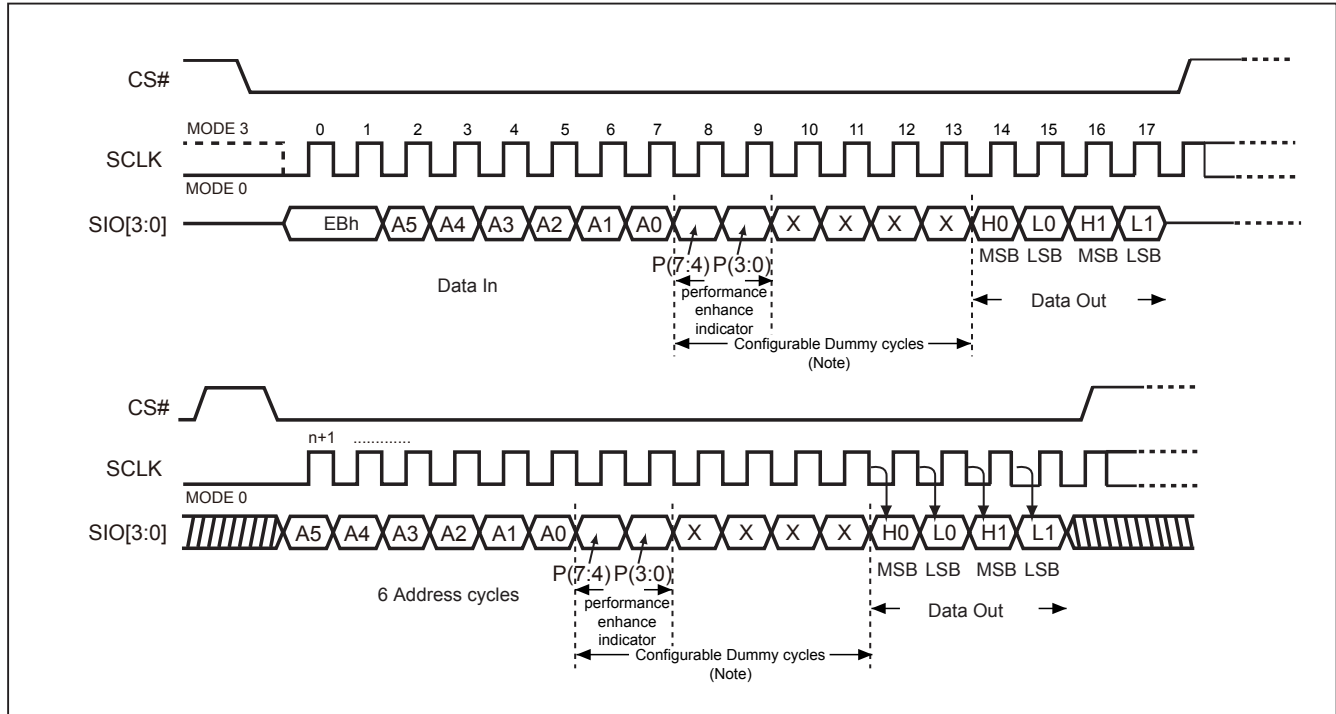 CS#
MODE 3
0 1 2 3 4 5 6 7 8 9 10 11 12 13 14 15 16 17
SCLK
MODE 0
SIO[3:0] EBh A5 A4 A3 A2 A1 A0 X X X X H0 L0 H1 L1
P(7:4) P(3:0) MSB LSB MSB LSB
Data In
performance
enhance
indicator
Data Out
Configurable Dummy cycles
(Note)
CS#
n+1 .............
SCLK
MODE 0
SIO[3:0] A5 A4 A3 A2 A1 A0 X X X X H0 L0 H1 L1
P(7:4) P(3:0) MSB LSB MSB LSB
6 Address cycles
performance
enhance
indicator
Data Out
Configurable Dummy cycles
(Note)